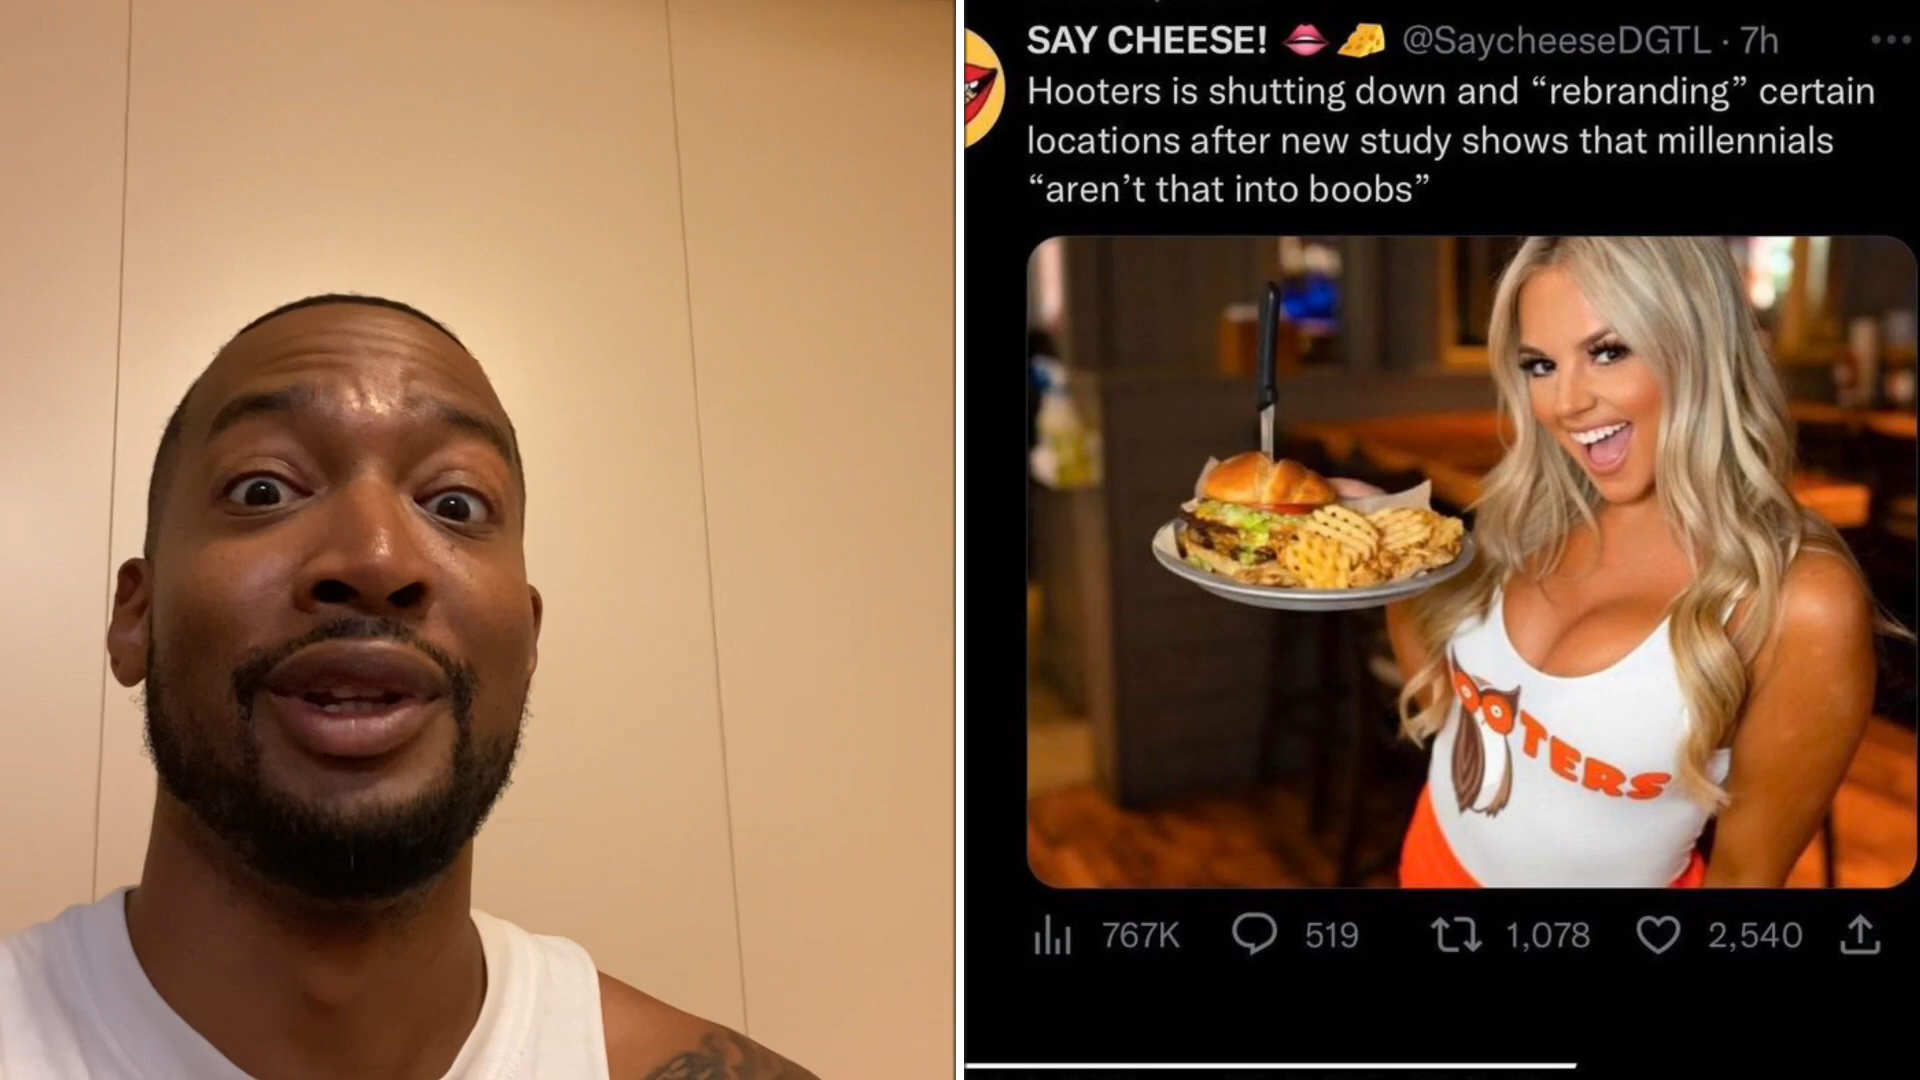 SAY CHEESE! 🫦 🧀 @SaycheeseDGTL · 7h
Hooters is shutting down and “rebranding” certain
locations after new study shows that millennials
“aren’t that into boobs”
OOTERS
767K 519 1,078 2,540